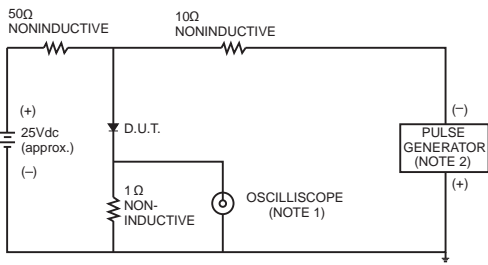 50Ω
NONINDUCTIVE
10Ω
NONINDUCTIVE
(+)
25Vdc
(approx.)
(–)
D.U.T.
1Ω
NON-
INDUCTIVE
OSCILLISCOPE
(NOTE 1)
(–)
PULSE
GENERATOR
(NOTE 2)
(+)